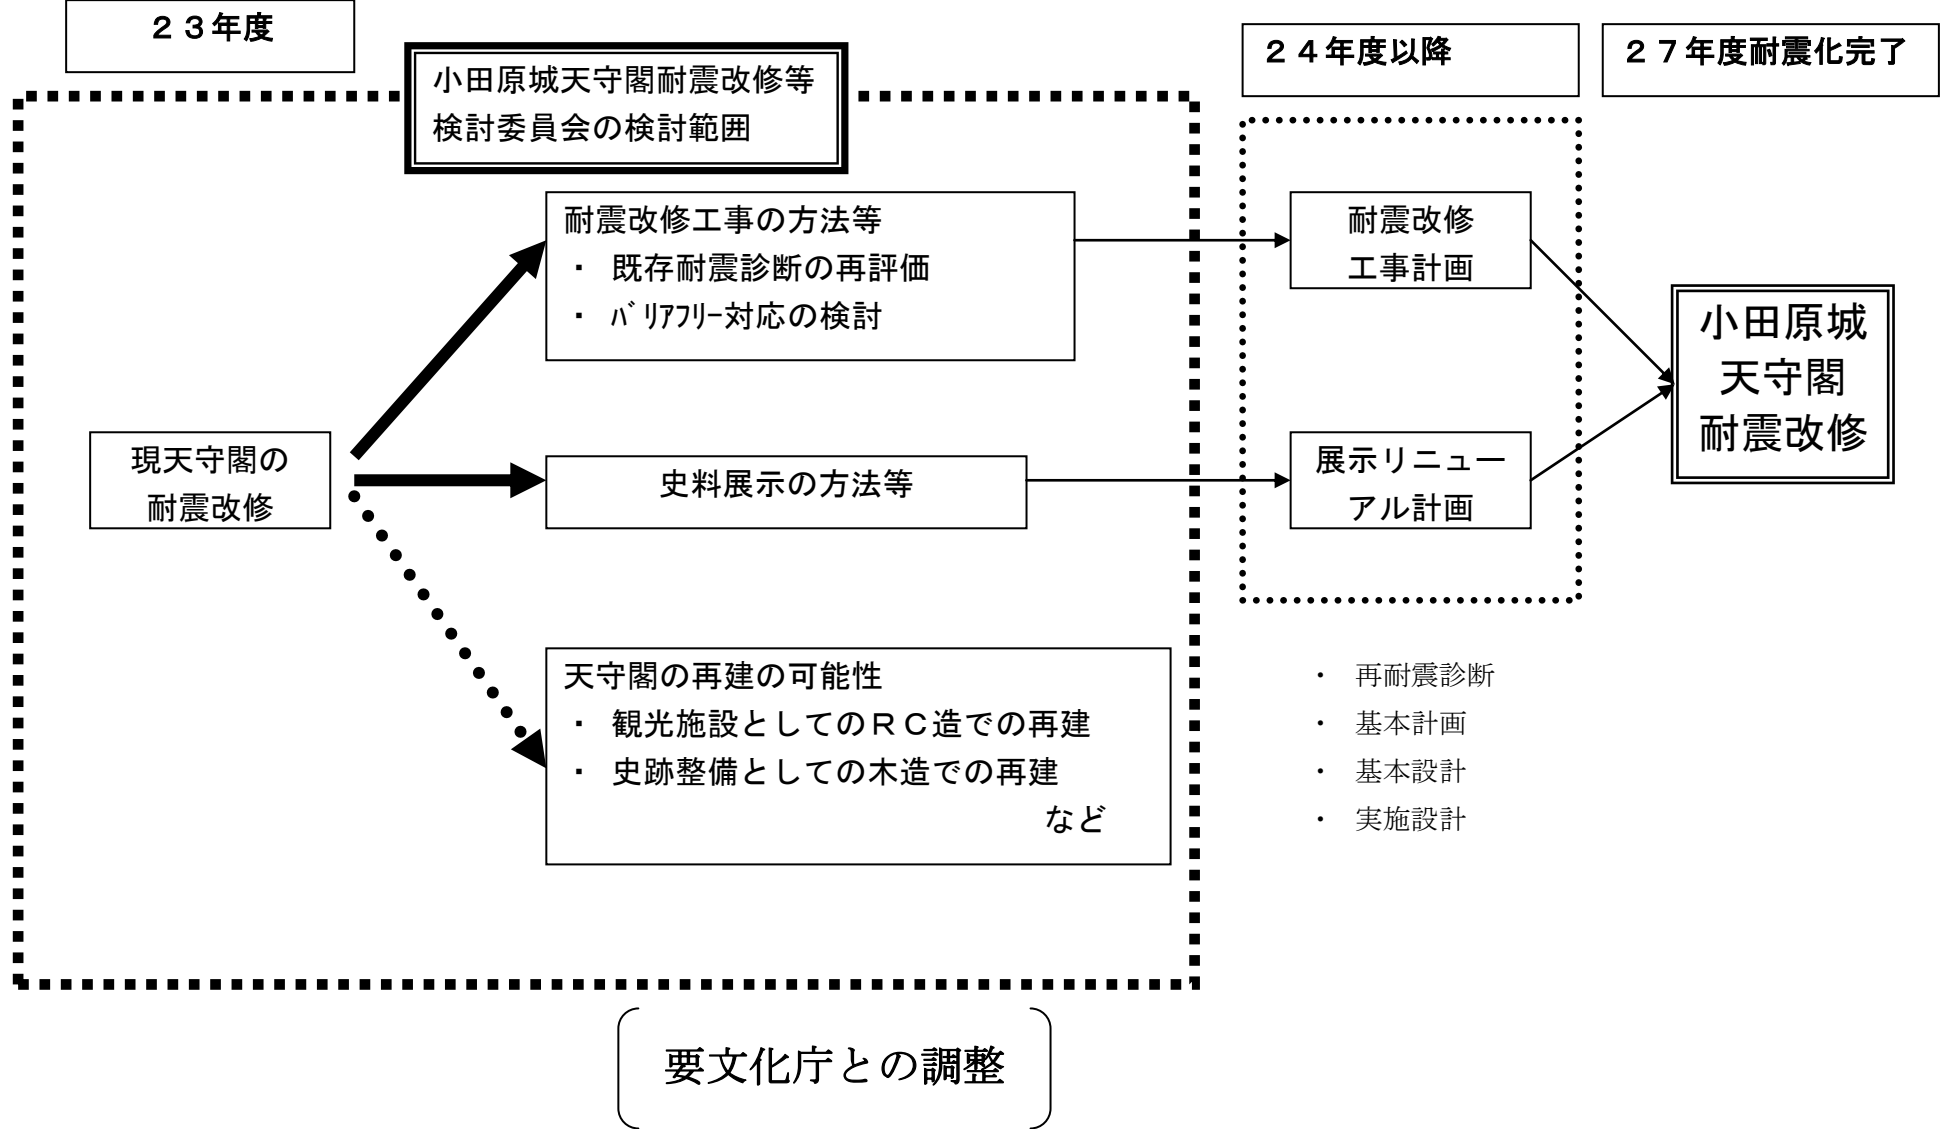 ２３年度
小田原城天守閣耐震改修等
検討委員会の検討範囲
２４年度以降
２７年度耐震化完了
現天守閣の
耐震改修
耐震改修工事の方法等
・ 既存耐震診断の再評価
・ ﾊﾞﾘｱﾌﾘｰ対応の検討
史料展示の方法等
天守閣の再建の可能性
・ 観光施設としてのＲＣ造での再建
・ 史跡整備としての木造での再建
など
耐震改修
工事計画
展示リニュー
アル計画
・ 再耐震診断
・ 基本計画
・ 基本設計
・ 実施設計
小田原城
天守閣
耐震改修
要文化庁との調整